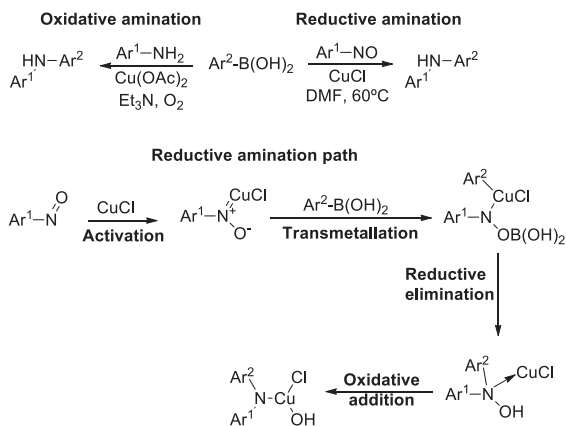 Oxidative amination Reductive amination
HN–Ar² Ar¹–NH₂ Ar²-B(OH)₂ Ar¹–NO HN–Ar²
Ar¹ Cu(OAc)₂ CuCl Ar¹
Et₃N, O₂ DMF, 60ºC
Reductive amination path
O CuCl Ar²
Ar¹–N CuCl Ar¹–N⁺ Ar²-B(OH)₂ CuCl
Activation O⁻ Transmetallation Ar¹–N
OB(OH)₂
Reductive
elimination
Ar² Cl Oxidative Ar² CuCl
N-Cu addition Ar¹–N
Ar¹ OH OH